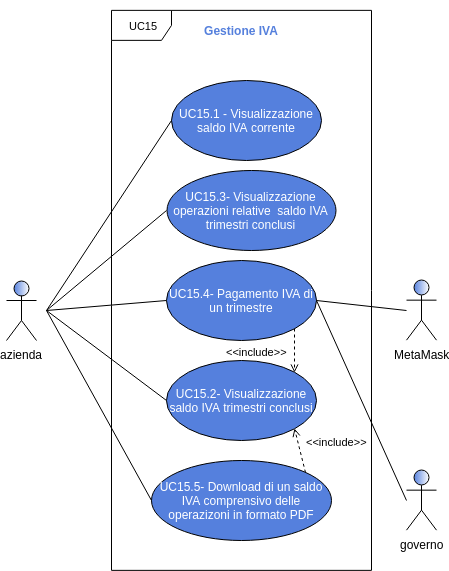 UC15
Gestione IVA
UC15.1 - Visualizzazione
saldo IVA corrente
UC15.3- Visualizzazione
operazioni relative  saldo IVA
trimestri conclusi
UC15.4- Pagamento IVA di
un trimestre
azienda
MetaMask
<<include>>
UC15.2- Visualizzazione
saldo IVA trimestri conclusi
<<include>>
UC15.5- Download di un saldo
IVA comprensivo delle
operazizoni in formato PDF
governo